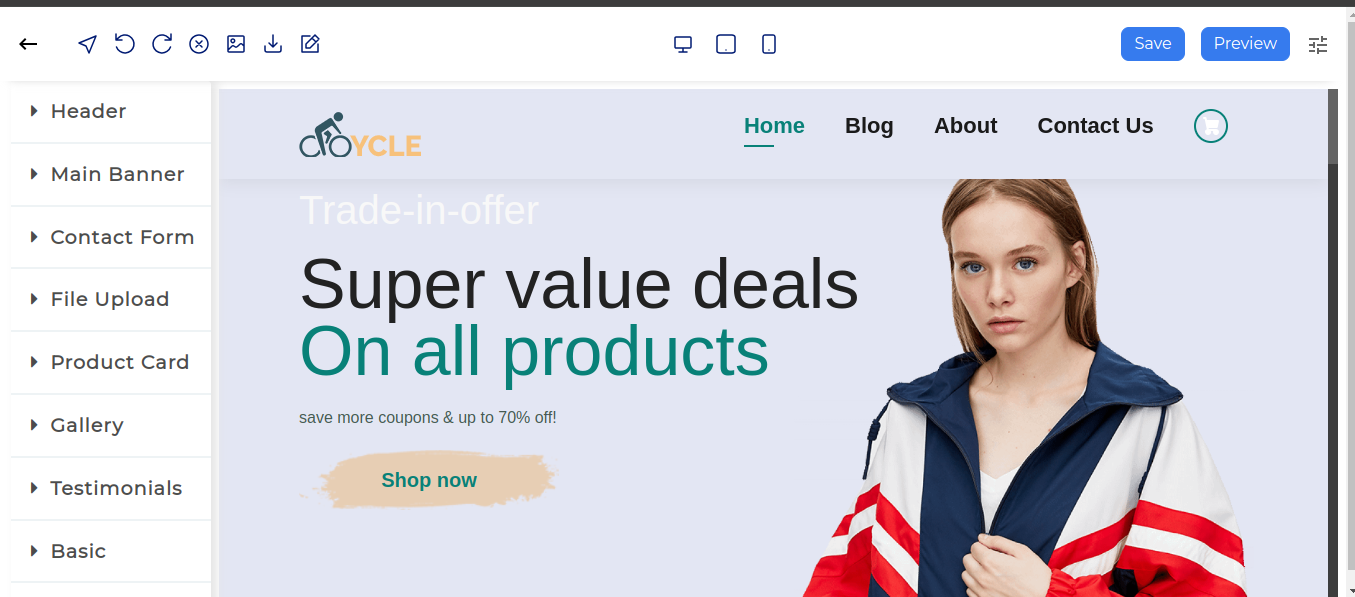 Save
Preview
Header
Main Banner
Contact Form
File Upload
Product Card
Gallery
Testimonials
Basic
YCLE
Home
Blog
About
Contact Us
Trade-in-offer
Super value deals
On all products
save more coupons & up to 70% off!
Shop now